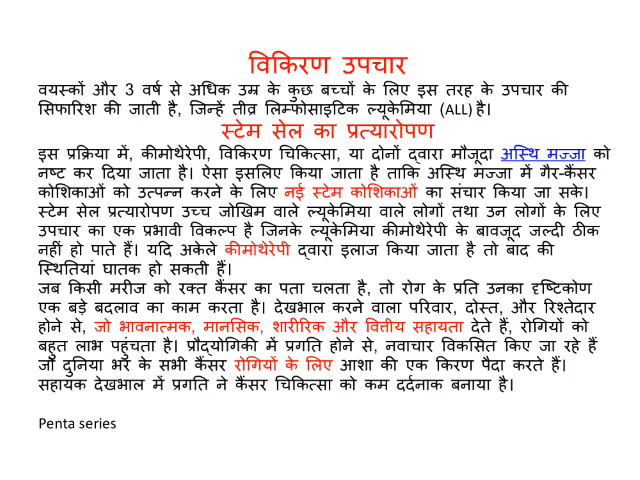 विकिरण उपचार
वयस्कों और 3 वर्ष से अधिक उम्र के कुछ बच्चों के लिए इस तरह के उपचार की
सिफारिश की जाती है, जिन्हें तीव्र लिम्फोसाइटिक ल्यूकेमिया (ALL) है।
स्टेम सेल का प्रत्यारोपण
इस प्रक्रिया में, कीमोथेरेपी, विकिरण चिकित्सा, या दोनों द्वारा मौजूदा अस्थि मज्जा को
नष्ट कर दिया जाता है। ऐसा इसलिए किया जाता है ताकि अस्थि मज्जा में गैर-कैंसर
कोशिकाओं को उत्पन्न करने के लिए नई स्टेम कोशिकाओं का संचार किया जा सके।
स्टेम सेल प्रत्यारोपण उच्च जोखिम वाले ल्यूकेमिया वाले लोगों तथा उन लोगों के लिए
उपचार का एक प्रभावी विकल्प है जिनके ल्यूकेमिया कीमोथेरेपी के बावजूद जल्दी ठीक
नहीं हो पाते हैं। यदि अकेले कीमोथेरेपी द्वारा इलाज किया जाता है तो बाद की
स्थितियां घातक हो सकती हैं।
जब किसी मरीज को रक्त कैंसर का पता चलता है, तो रोग के प्रति उनका दृष्टिकोण
एक बड़े बदलाव का काम करता है। देखभाल करने वाला परिवार, दोस्त, और रिश्तेदार
होने से, जो भावनात्मक, मानसिक, शारीरिक और वित्तीय सहायता देते हैं, रोगियों को
बहुत लाभ पहुंचता है। प्रौद्योगिकी में प्रगति होने से, नवाचार विकसित किए जा रहे हैं
जो दुनिया भर के सभी कैंसर रोगियों के लिए आशा की एक किरण पैदा करते हैं।
सहायक देखभाल में प्रगति ने कैंसर चिकित्सा को कम दर्दनाक बनाया है।
Penta series